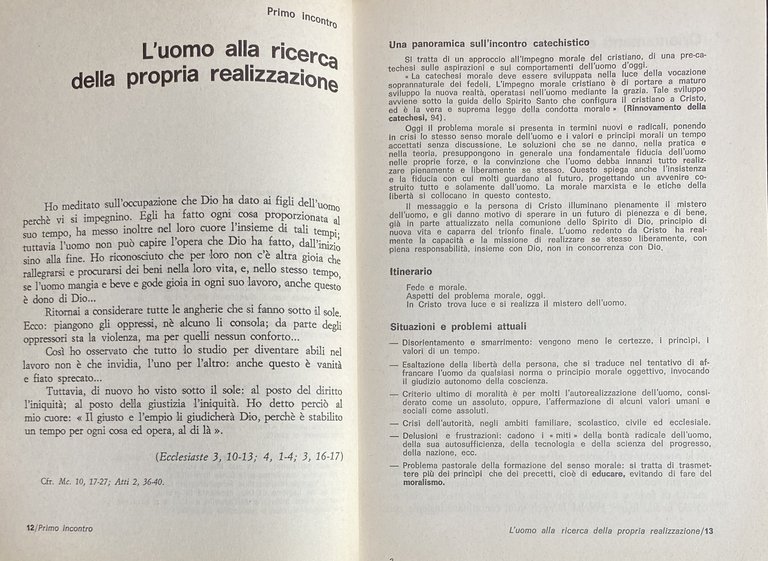 Primo incontro
L'uomo alla ricerca
della propria realizzazione
Ho meditato sull'occupazione che Dio ha dato ai figli dell'uomo
perchè vi si impegnino. Egli ha fatto ogni cosa proporzionata al
suo tempo, ha messo inoltre nel loro cuore l'insieme di tali tempi;
tuttavia l'uomo non può capire l'opera che Dio ha fatto, dall'inizio
sino alla fine. Ho riconosciuto che per loro non c'è altra gioia che
rallegrarsi e procurarsi dei beni nella loro vita, e, nello stesso tempo,
se l'uomo mangia e beve e gode gioia in ogni suo lavoro, anche questo
è dono di Dio...
Ritornai a considerare tutte le angherie che si fanno sotto il sole.
Ecco: piangono gli oppressi, nè alcuno li consola; da parte degli
oppressori sta la violenza, ma per quelli nessun conforto...
Così ho osservato che tutto lo studio per diventare abili nel
lavoro non è che invidia, l'uno per l'altro: anche questo è vanità
e fiato sprecato...
Tuttavia, di nuovo ho visto sotto il sole: al posto del diritto
l'iniquità; al posto della giustizia l'iniquità. Ho detto perciò al
mio cuore: « Il giusto e l'empio li giudicherà Dio, perchè è stabilito
un tempo per ogni cosa ed opera, al di là ».
(Ecclesiaste 3, 10-13; 4, 1-4; 3, 16-17)
Cfr. Mc. 10, 17-27; Atti 2, 36-40.
12/Primo incontro
Una panoramica sull'incontro catechistico
Si tratta di un approccio all'impegno morale del cristiano, di una pre-ca-
techesi sulle aspirazioni e sui comportamenti dell'uomo d'oggi.
« La catechesi morale deve essere sviluppata nella luce della vocazione
soprannaturale dei fedeli. L'impegno morale cristiano è di portare a maturo
sviluppo la nuova realtà, operatasi nell'uomo mediante la grazia. Tale sviluppo
avviene sotto la guida dello Spirito Santo che configura il cristiano a Cristo,
ed è la vera e suprema legge della condotta morale » (Rinnovamento della
catechesi, 94).
Oggi il problema morale si presenta in termini nuovi e radicali, ponendo
in crisi lo stesso senso morale dell'uomo e i valori e principi morali un tempo
accettati senza discussione. Le soluzioni che se ne danno, nella pratica e
nella teoria, presuppongono in generale una fondamentale fiducia dell'uomo
nelle proprie forze, e la convinzione che l'uomo debba innanzi tutto realiz-
zare pienamente e liberamente se stesso. Questo spiega anche l'insistenza
e la fiducia con cui molti guardano al futuro, progettando un avvenire co-
struito tutto e solamente dall'uomo. La morale marxista e le etiche della
libertà si collocano in questo contesto.
Il messaggio e la persona di Cristo illuminano pienamente il mistero
dell'uomo, e gli danno motivo di sperare in un futuro di pienezza e di bene,
già in parte attualizzato nella comunione dello Spirito di Dio, principio di
nuova vita e caparra del trionfo finale. L'uomo redento da Cristo ha real-
mente la capacità e la missione di realizzare se stesso liberamente, con
piena responsabilità, insieme con Dio, non in concorrenza con Dio.
Itinerario
Fede e morale.
Aspetti del problema morale, oggi.
In Cristo trova luce e si realizza il mistero dell'uomo.
Situazioni e problemi attuali
— Disorientamento e smarrimento: vengono meno le certezze, i principi, i
valori di un tempo.
— Esaltazione della libertà della persona, che si traduce nel tentativo di af-
francare l'uomo da qualsiasi norma o principio morale oggettivo, invocando
il giudizio autonomo della coscienza.
— Criterio ultimo di moralità è per molti l'autorealizzazione dell'uomo, consi-
derato come un assoluto, oppure, l'affermazione di alcuni valori umani e
sociali come assoluti.
— Crisi dell'autorità, negli ambiti familiare, scolastico, civile ed ecclesiale.
— Delusioni e frustrazioni: cadono i « miti » della bontà radicale dell'uomo,
della sua autosufficienza, della tecnologia e della scienza del progresso,
della nazione, ecc.
— Problema pastorale della formazione del senso morale: si tratta di trasmet-
tere più dei principi che dei precetti, cioè di educare, evitando di fare del
moralismo.
L'uomo alla ricerca della propria realizzazione/13